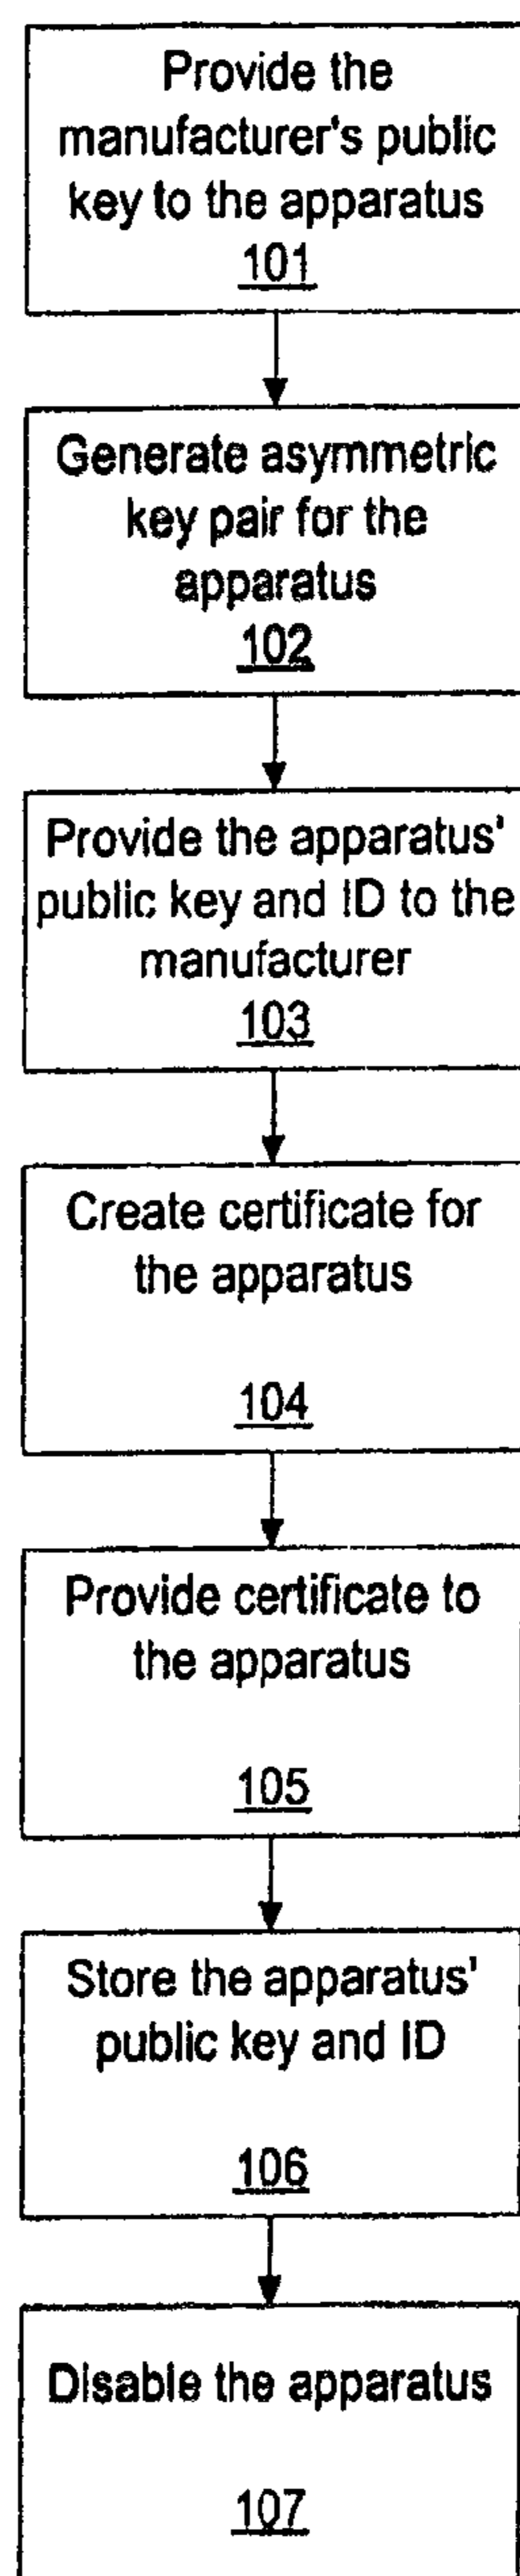 Provide the
manufacturer's public
key to the apparatus
101
Generate asymmetric
key pair for the
apparatus
102
Provide the apparatus'
public key and ID to the
manufacturer
103
Create certificate for
the apparatus
104
Provide certificate to
the apparatus
105
Store the apparatus'
public key and ID
106
Disable the apparatus
107